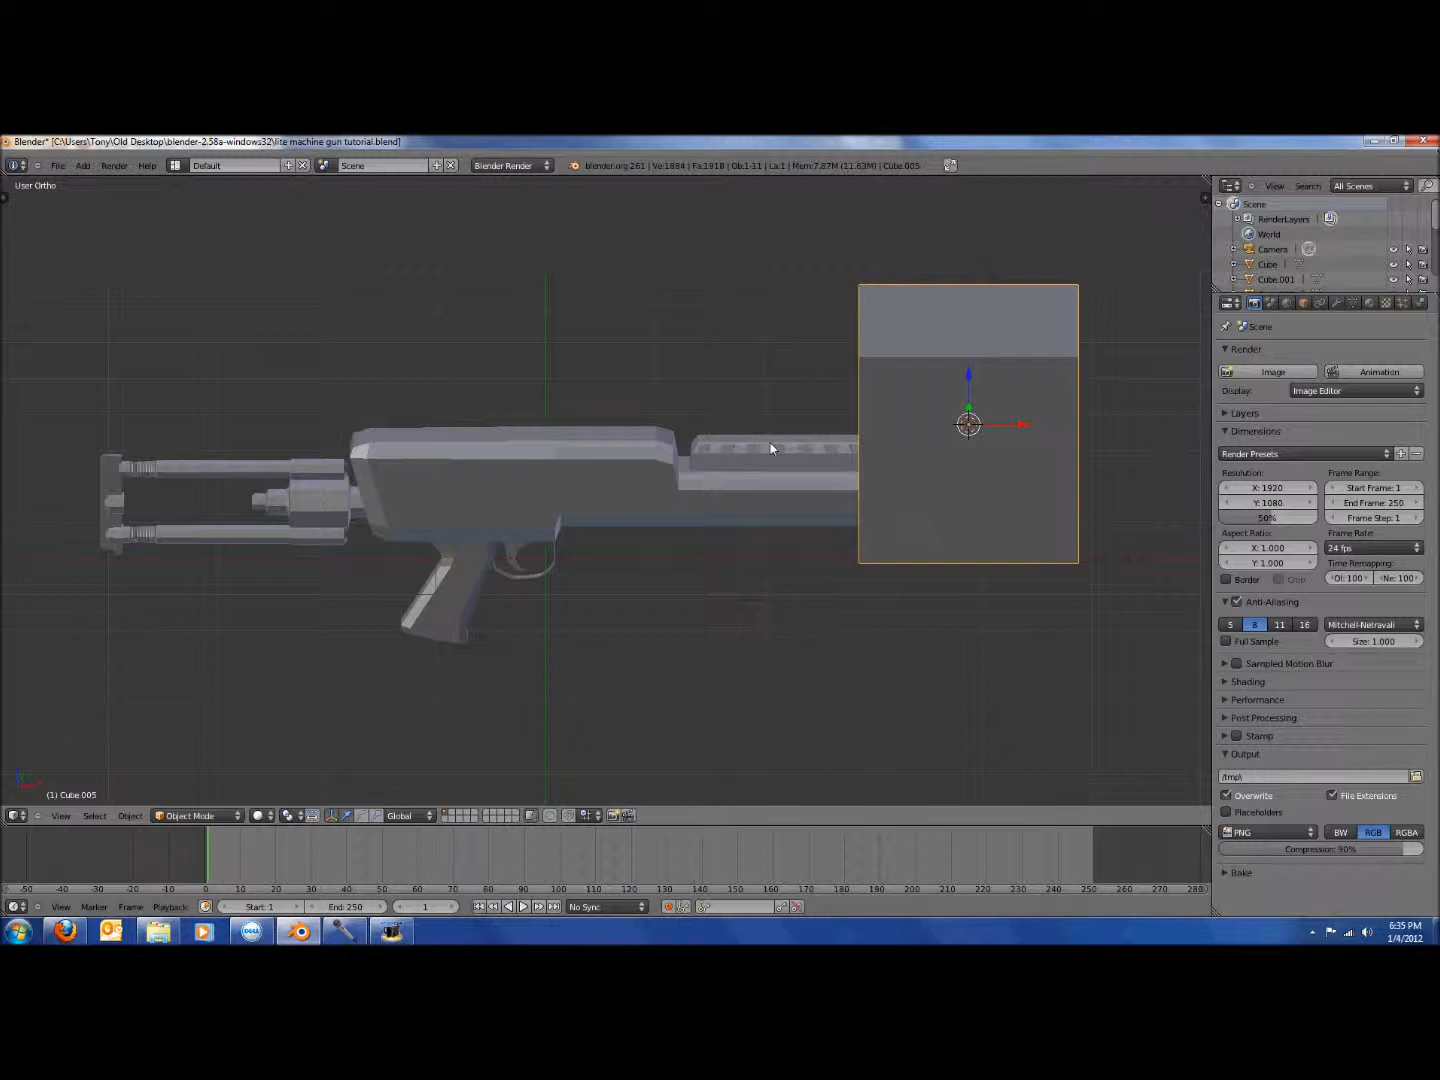 Blender* [C:\Users\Tony\Old Desktop\blender-2.58a-windows32\lite machine gun tutorial.blend]
File Add Render Help Default Scene Blender Render blender.org 261 | Ve:1884 | Fa:1918 | Ob:1-11 | La:1 | Mem:7.87M (11.63M) | Cube.005
User Ortho
View Search All Scenes
Scene
RenderLayers
World
Camera
Cube
Cube.001
Scene
Render
Image Animation
Display: Image Editor
Layers
Dimensions
Render Presets
Resolution: Frame Range:
X: 1920 Start Frame: 1
Y: 1080 End Frame: 250
50% Frame Step: 1
Aspect Ratio: Frame Rate:
X: 1.000 24 fps
Y: 1.000 Time Remapping:
Border Crop Ol: 100 Ne: 100
Anti-Aliasing
5 8 11 16 Mitchell-Netravali
Full Sample Size: 1.000
Sampled Motion Blur
Shading
Performance
Post Processing
Stamp
Output
/tmp\
Overwrite File Extensions
Placeholders
PNG BW RGB RGBA
Compression: 90%
Bake
(1) Cube.005
View Select Object Object Mode Global
-50 -40 -30 -20 -10 0 10 20 30 40 50 60 70 80 90 100 110 120 130 140 150 160 170 180 190 200 210 220 230 240 250 260 270 280
View Marker Frame Playback Start: 1 End: 250 1 No Sync
DELL
6:35 PM
1/4/2012